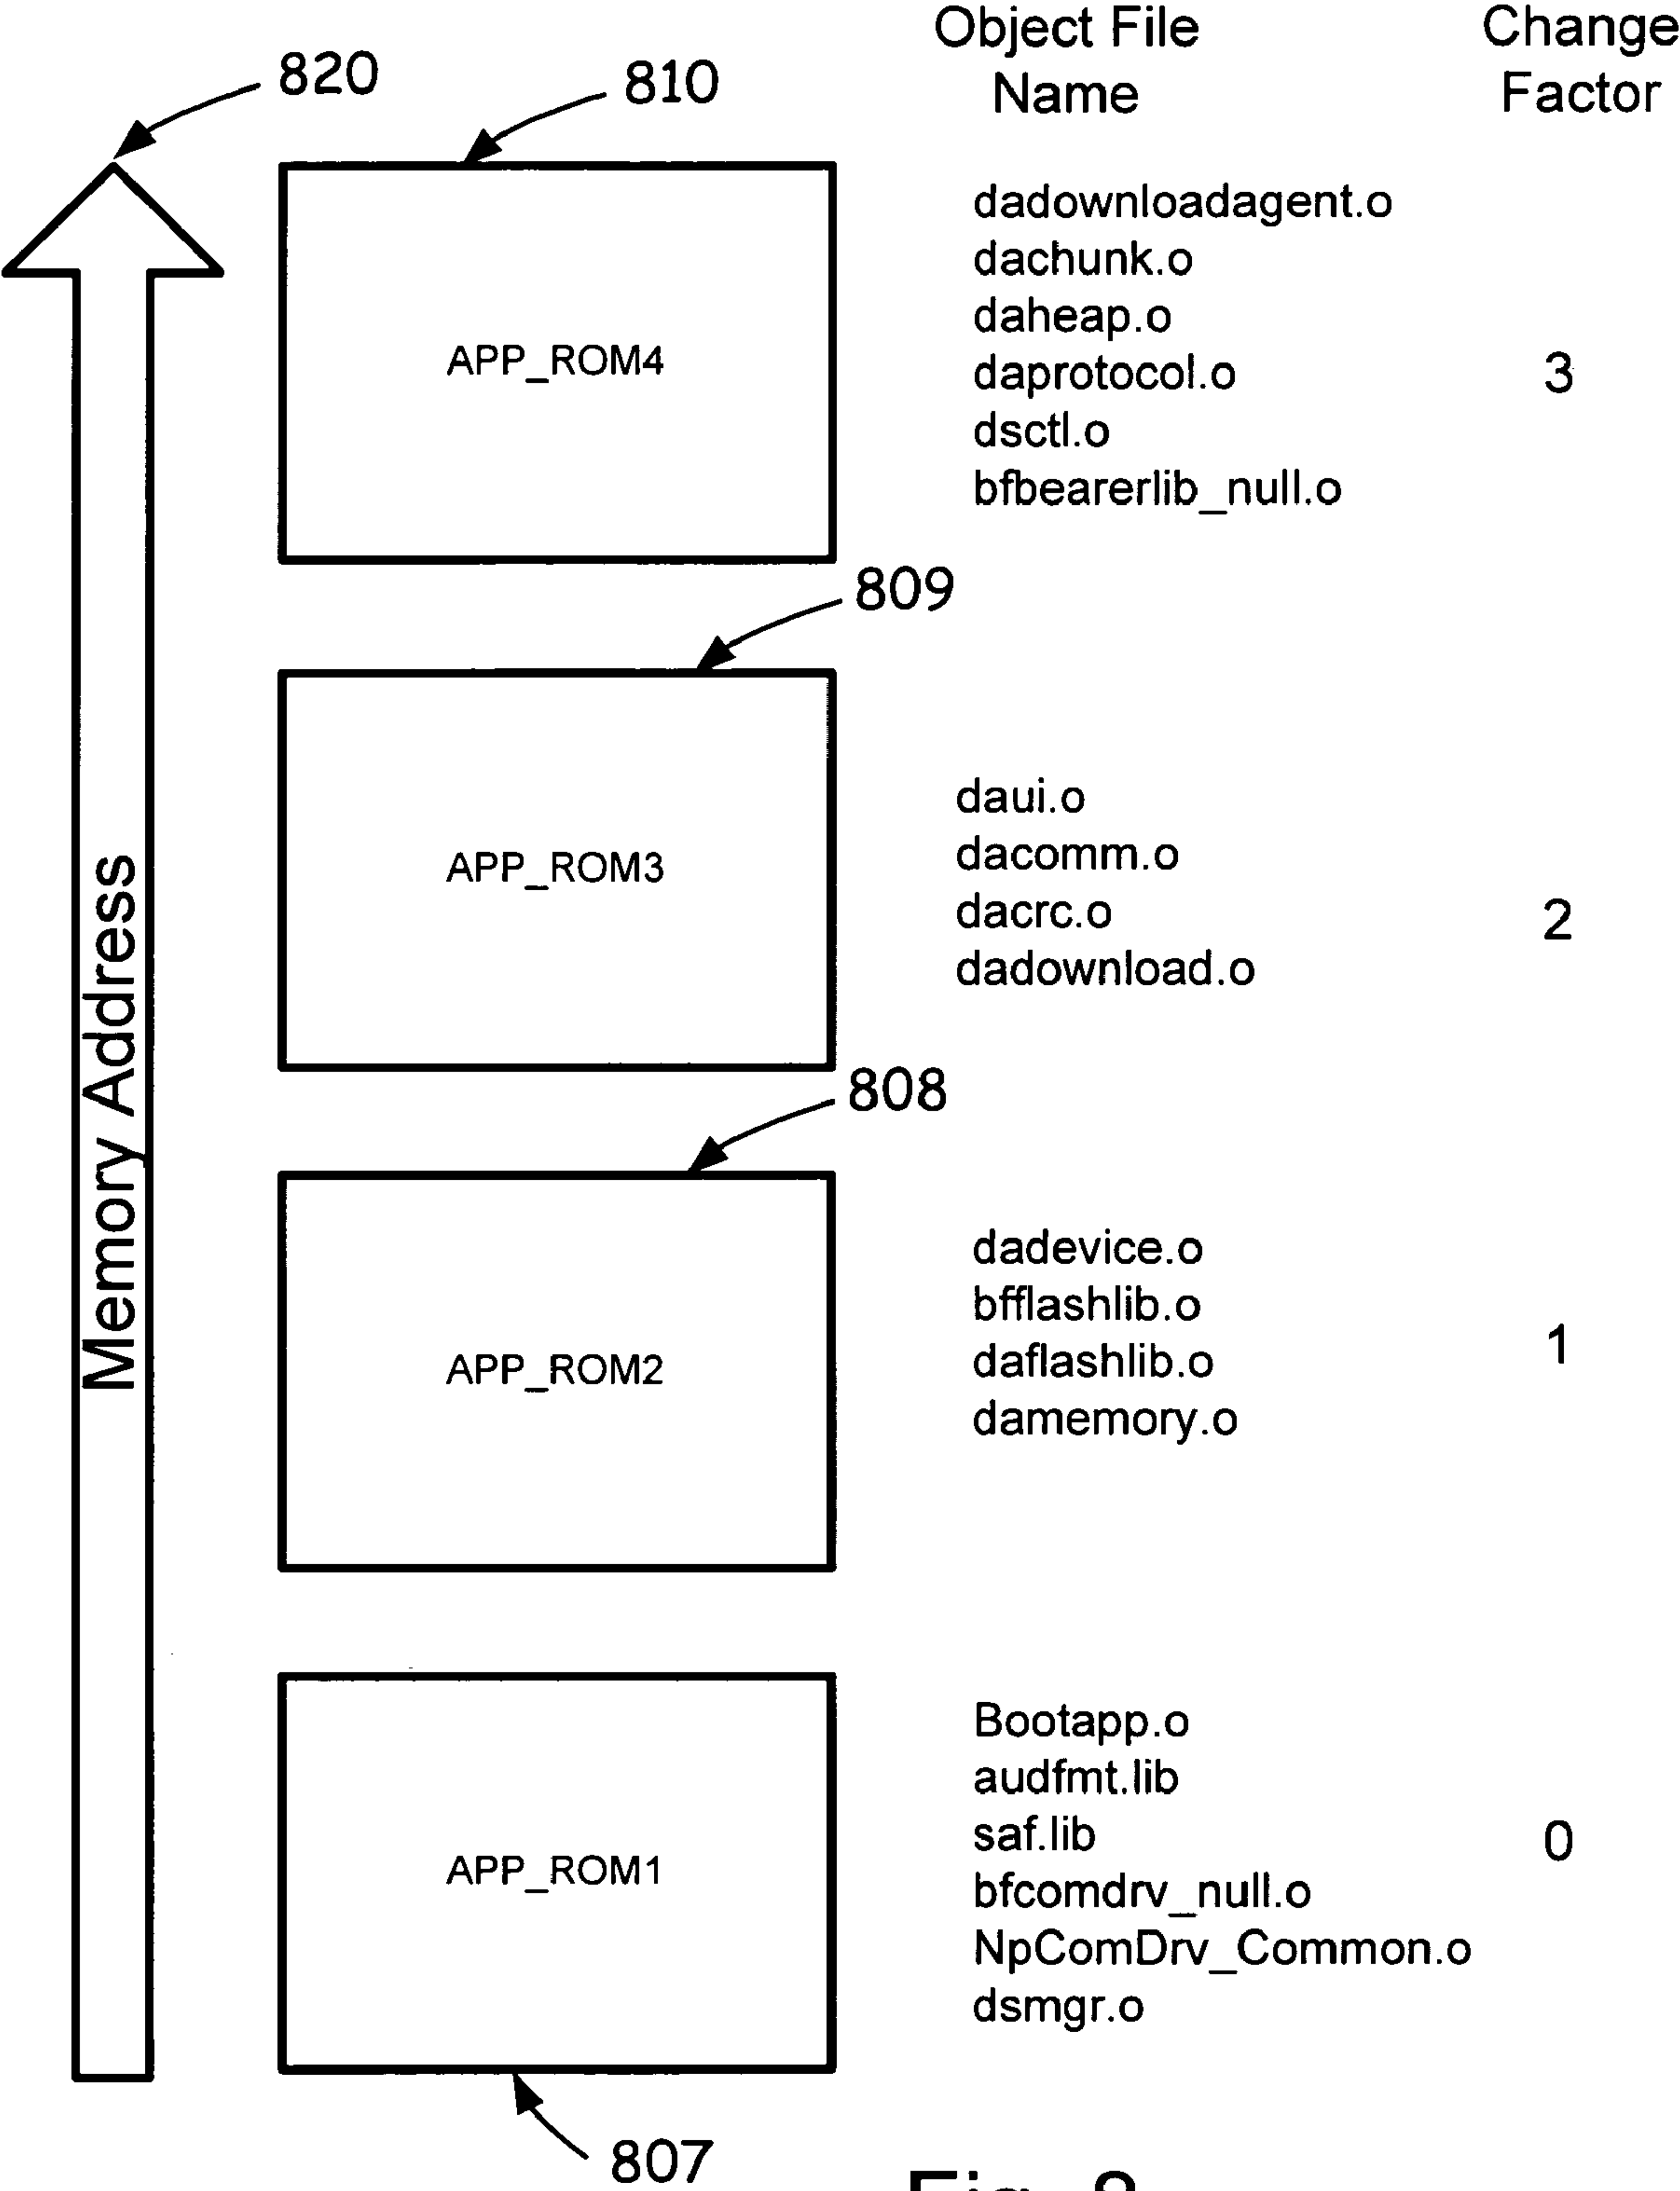 Object File
Name
Change
Factor
820
810
APP_ROM4
dadownloadagent.o
dachunk.o
daheap.o
daprotocol.o
dsctl.o
bfbearerlib_null.o
3
809
APP_ROM3
daui.o
dacomm.o
dacrc.o
dadownload.o
2
Memory Address
808
APP_ROM2
dadevice.o
bfflashlib.o
daflashlib.o
damemory.o
1
APP_ROM1
Bootapp.o
audfmt.lib
saf.lib
bfcomdrv_null.o
NpComDrv_Common.o
dsmgr.o
0
807